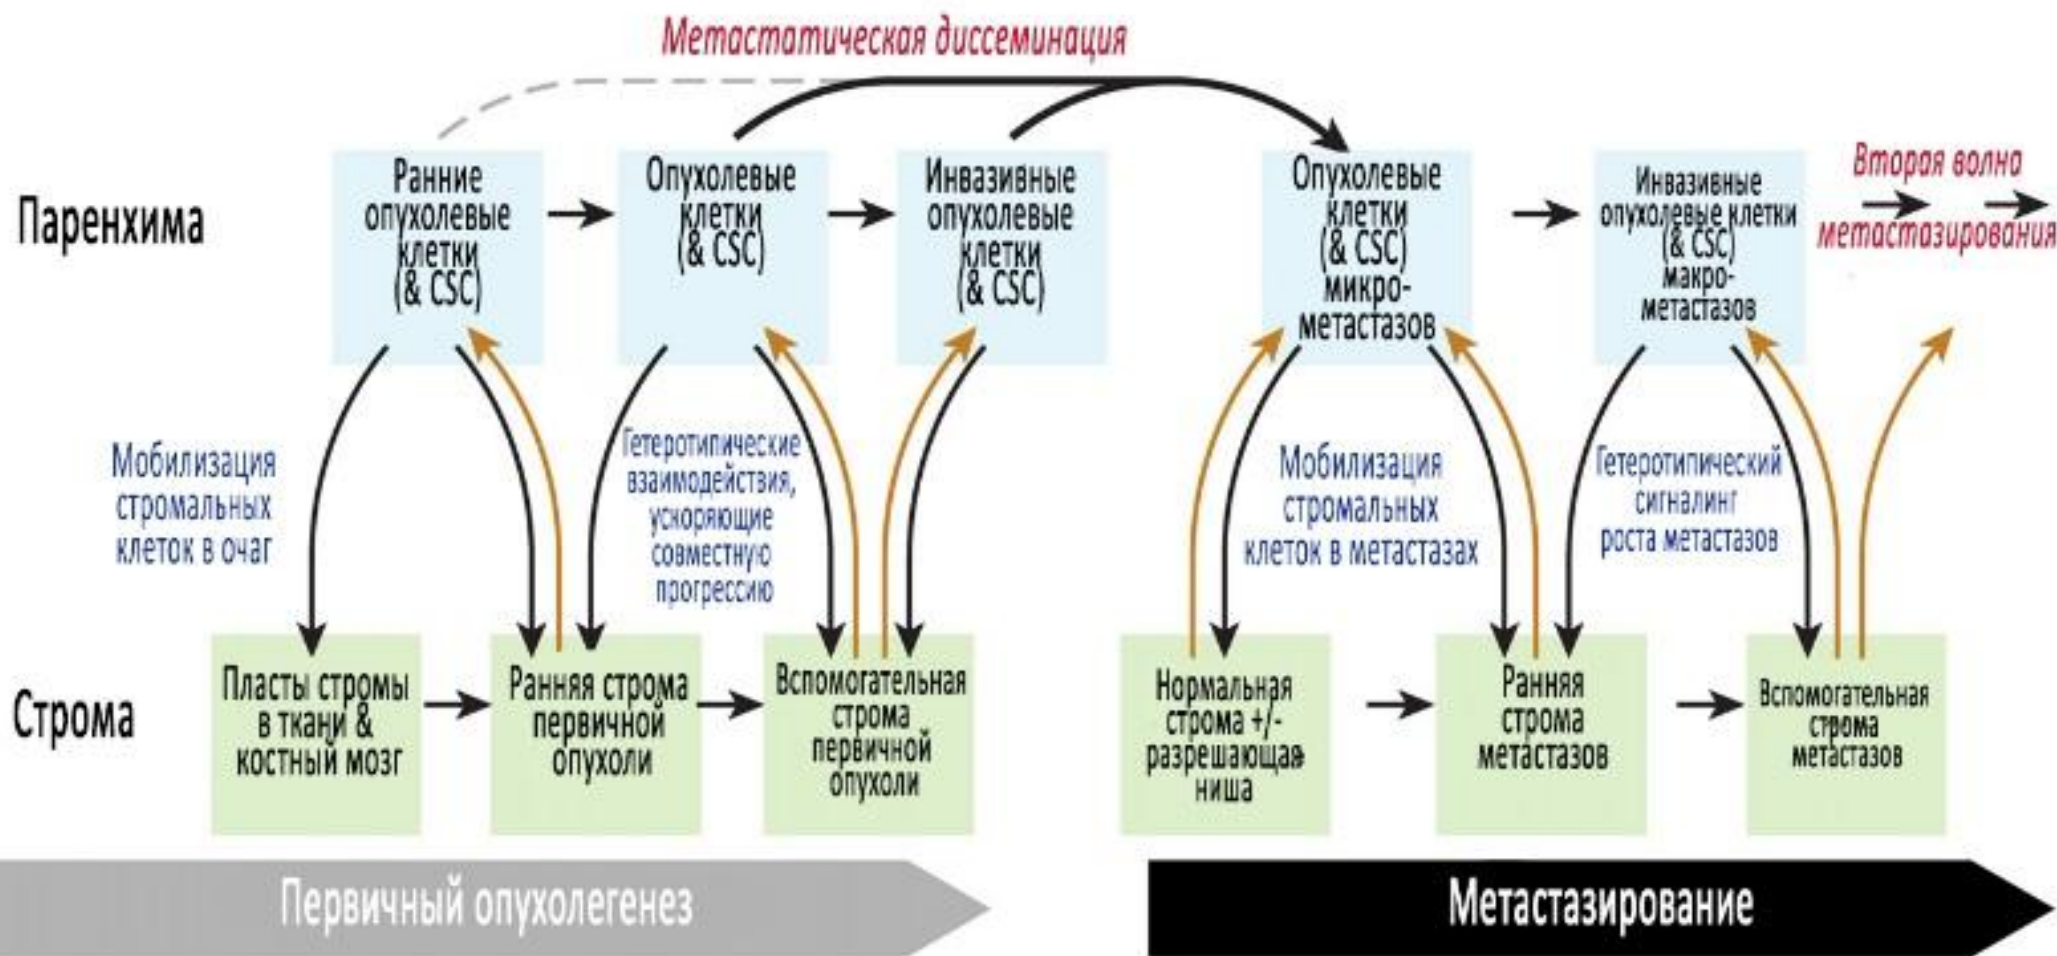 Метастатическая диссеминация
Паренхима
Ранние
опухолевые
клетки
(& CSC)
Опухолевые
клетки
(& CSC)
Инвазивные
опухолевые
клетки
(& CSC)
Опухолевые
клетки
(& CSC)
микро-
метастазов
Инвазивные
опухолевые клетки
(& CSC)
макро-
метастазов
Вторая волна
метастазирования
Мобилизация
стромальных
клеток в очаг
Гетеротипические
взаимодействия,
ускоряющие
совместную
прогрессию
Мобилизация
стромальных
клеток в метастазах
Гетеротипический
сигналинг
роста метастазов
Строма
Пласты стромы
в ткани &
костный мозг
Ранняя строма
первичной
опухоли
Вспомогательная
строма
первичной
опухоли
Нормальная
строма +/-
разрешающая
ниша
Ранняя
строма
метастазов
Вспомогательная
строма
метастазов
Первичный опухолегенез
Метастазирование